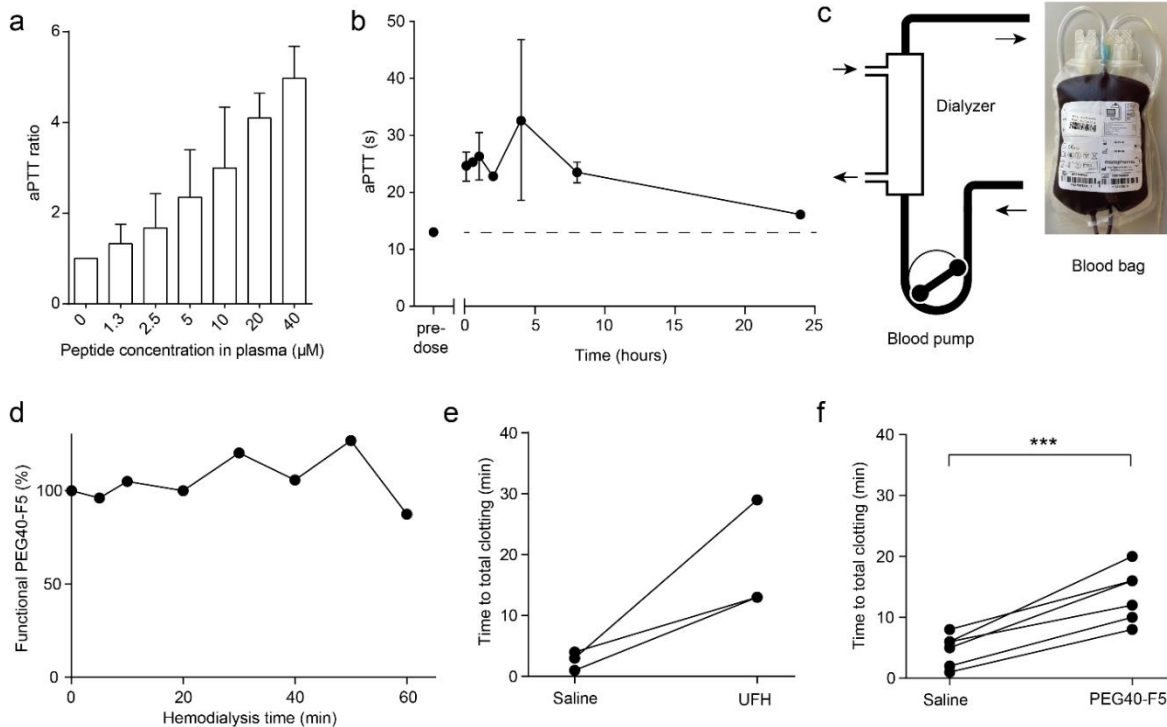 a
aPTT ratio
6
4
2
0
0
1.3
2.5
5
10
20
40
Peptide concentration in plasma (µM)
b
aPTT (s)
50
40
30
20
10
0
pre-
dose
0
5
10
15
20
25
Time (hours)
c
Dialyzer
Blood pump
Blood bag
d
Functional PEG40-F5 (%)
100
50
0
0
20
40
60
Hemodialysis time (min)
e
Time to total clotting (min)
40
30
20
10
0
Saline
UFH
f
Time to total clotting (min)
40
30
20
10
0
***
Saline
PEG40-F5